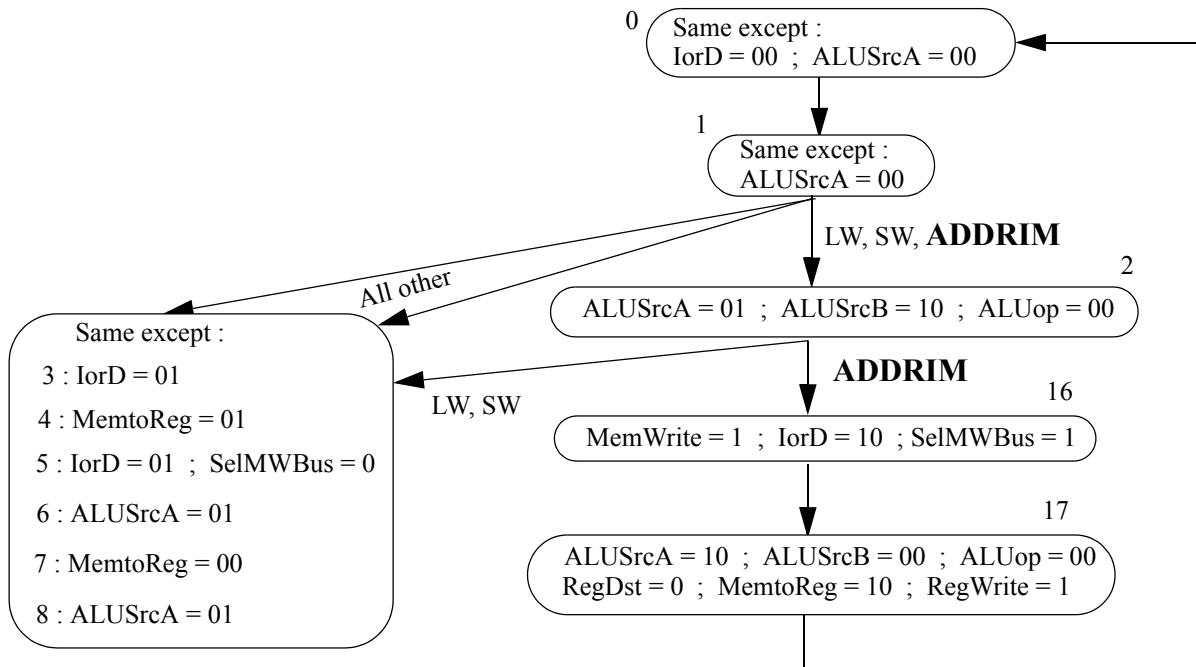 0
Same except :
IorD = 00 ; ALUSrcA = 00
1
Same except :
ALUSrcA = 00
LW, SW, ADDRIM
All other
2
ALUSrcA = 01 ; ALUSrcB = 10 ; ALUop = 00
Same except :
3 : IorD = 01
4 : MemtoReg = 01
5 : IorD = 01 ; SelMWBus = 0
6 : ALUSrcA = 01
7 : MemtoReg = 00
8 : ALUSrcA = 01
LW, SW
ADDRIM
16
MemWrite = 1 ; IorD = 10 ; SelMWBus = 1
17
ALUSrcA = 10 ; ALUSrcB = 00 ; ALUop = 00
RegDst = 0 ; MemtoReg = 10 ; RegWrite = 1